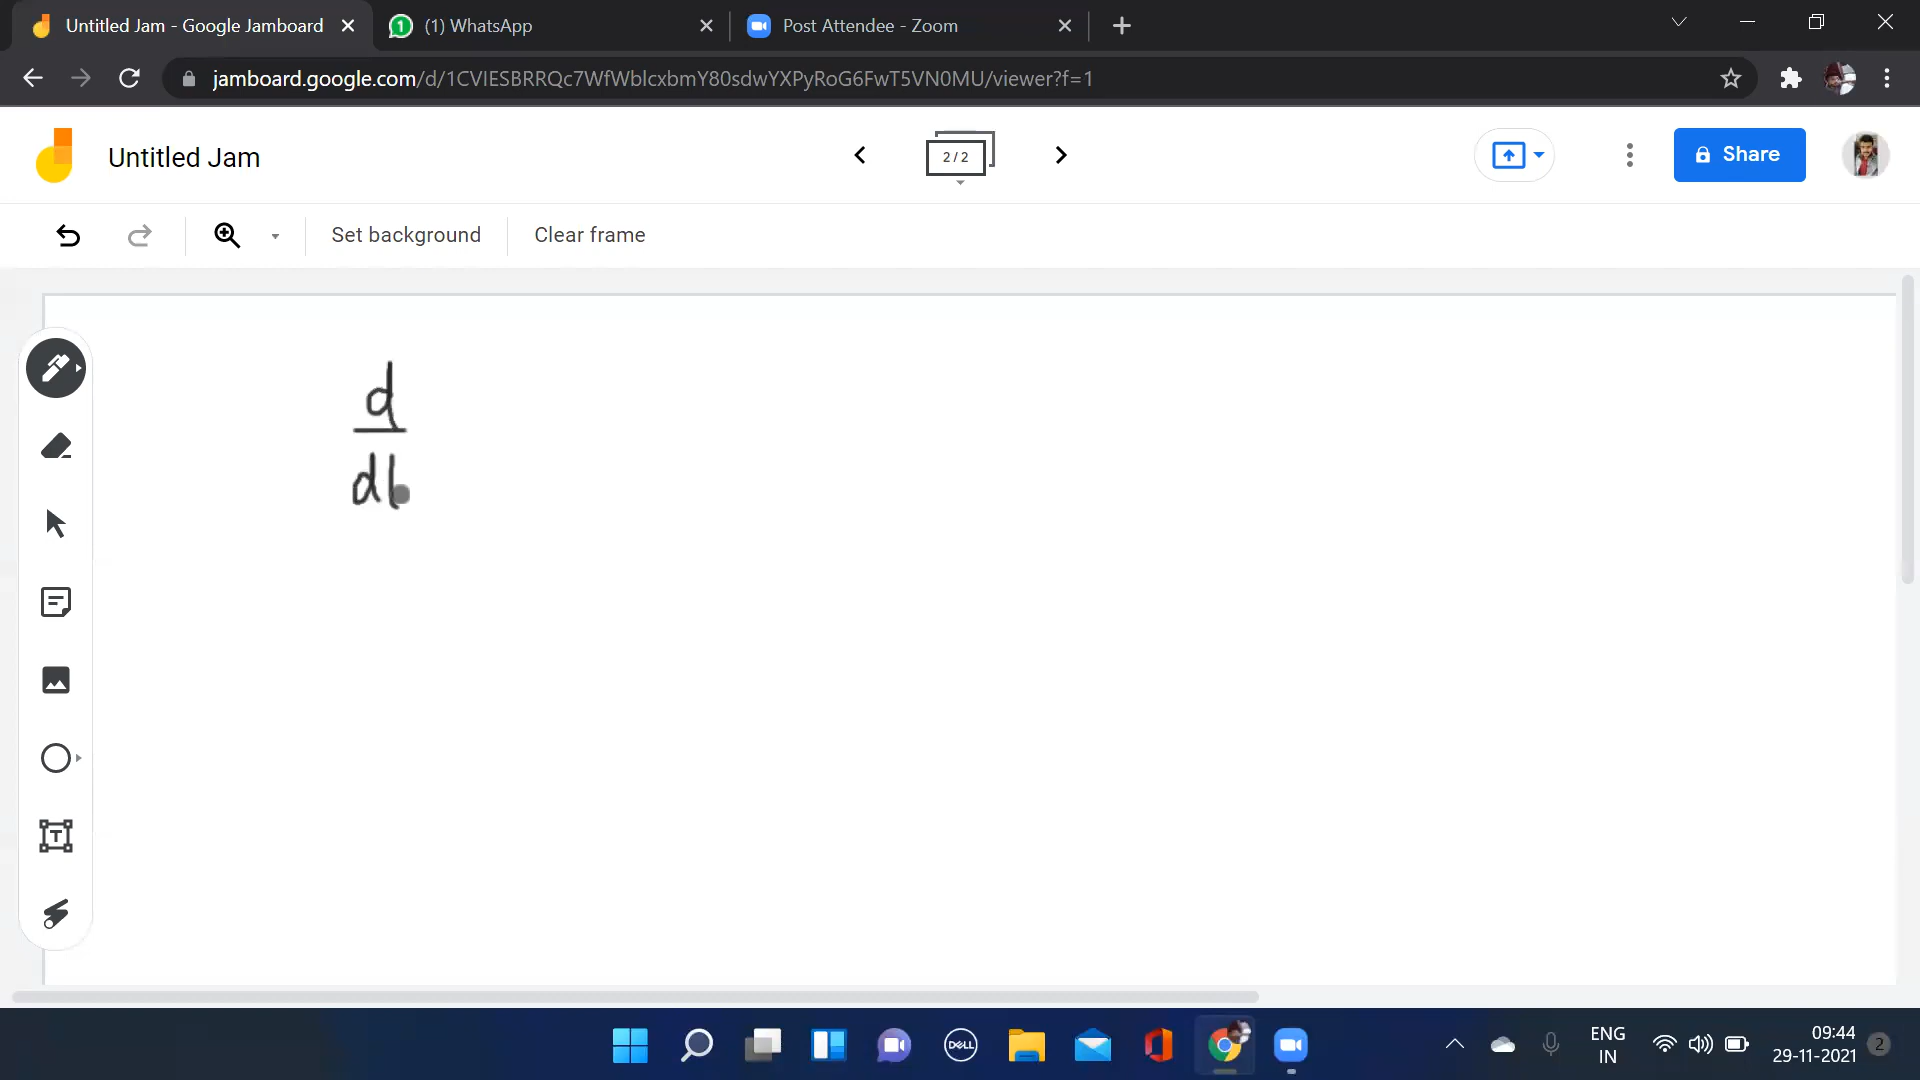 Untitled Jam - Google Jamboard
(1) WhatsApp
Post Attendee - Zoom
jamboard.google.com/d/1CVIESBRRQc7WfWblcxbmY80sdwYXPyRoG6FwT5VN0MU/viewer?f=1
Untitled Jam
2 / 2
Share
Set background
Clear frame
d
T
DELL
ENG
IN
09:44
29-11-2021
2